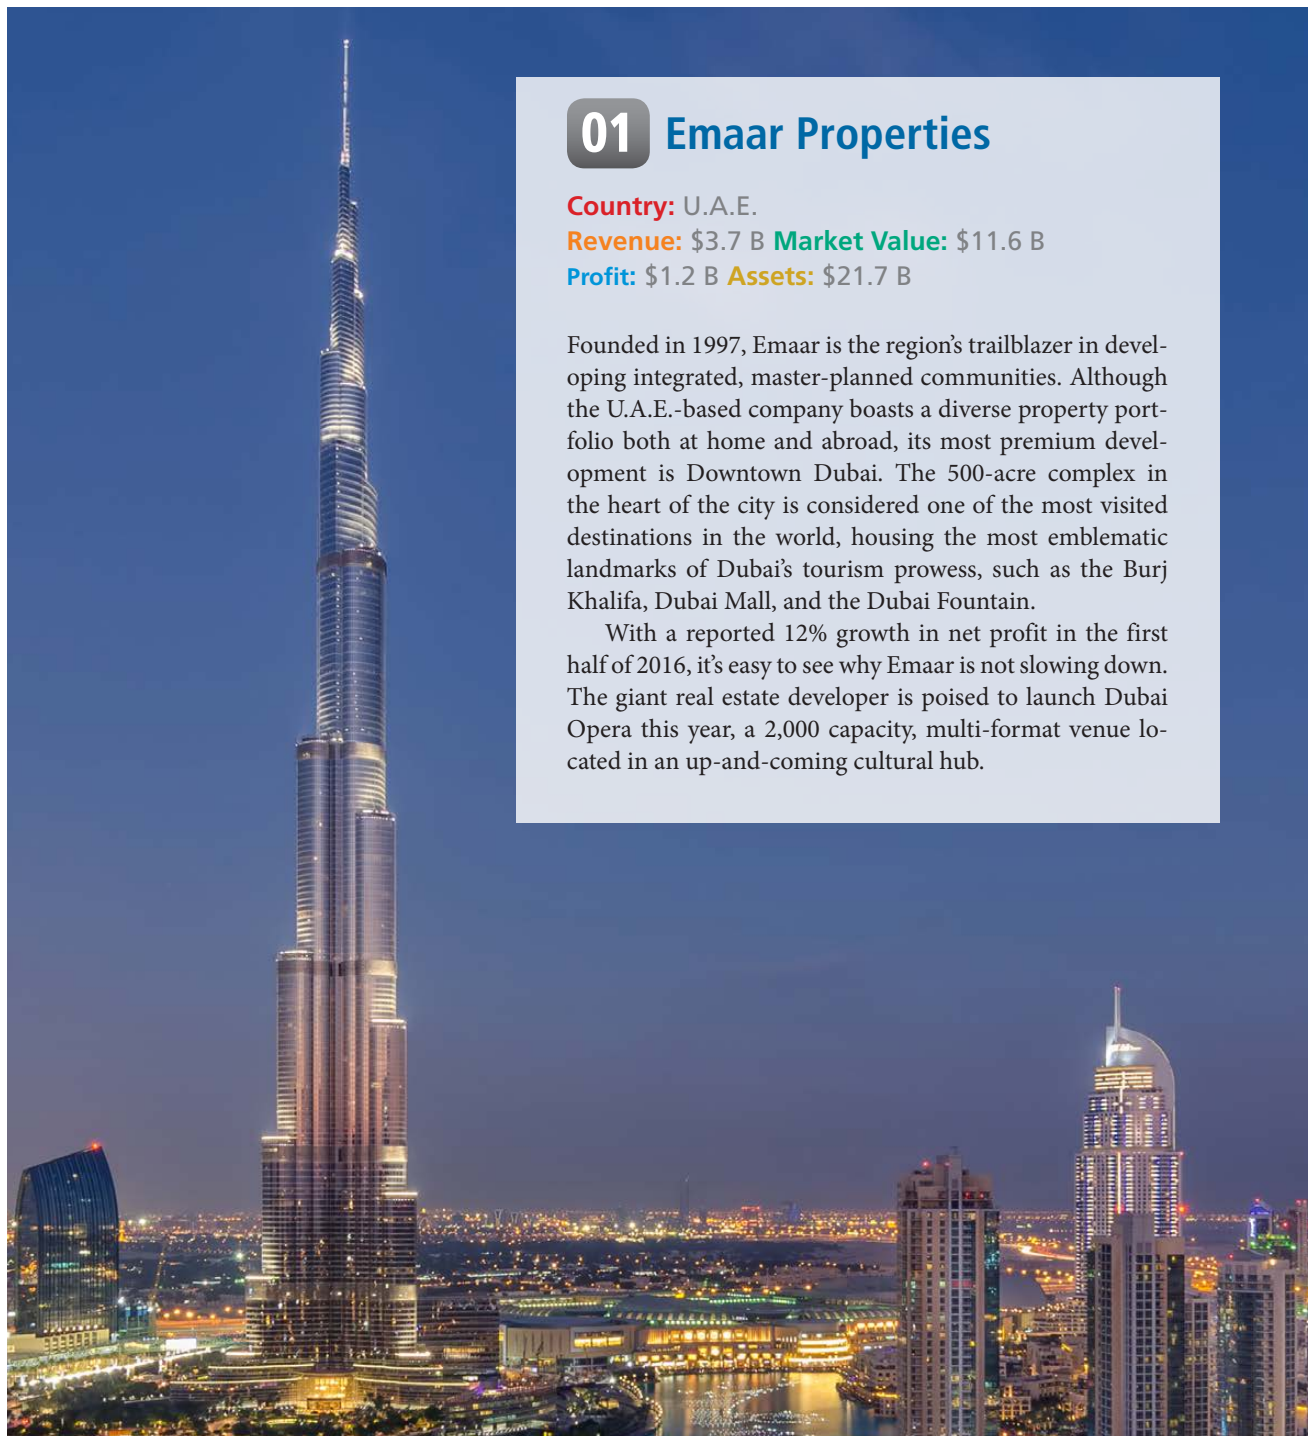 01 Emaar Properties
Country: U.A.E.
Revenue: $3.7 B Market Value: $11.6 B
Profit: $1.2 B Assets: $21.7 B
Founded in 1997, Emaar is the region’s trailblazer in devel-
oping integrated, master-planned communities. Although
the U.A.E.-based company boasts a diverse property port-
folio both at home and abroad, its most premium devel-
opment is Downtown Dubai. The 500-acre complex in
the heart of the city is considered one of the most visited
destinations in the world, housing the most emblematic
landmarks of Dubai’s tourism prowess, such as the Burj
Khalifa, Dubai Mall, and the Dubai Fountain.
With a reported 12% growth in net profit in the first
half of 2016, it’s easy to see why Emaar is not slowing down.
The giant real estate developer is poised to launch Dubai
Opera this year, a 2,000 capacity, multi-format venue lo-
cated in an up-and-coming cultural hub.